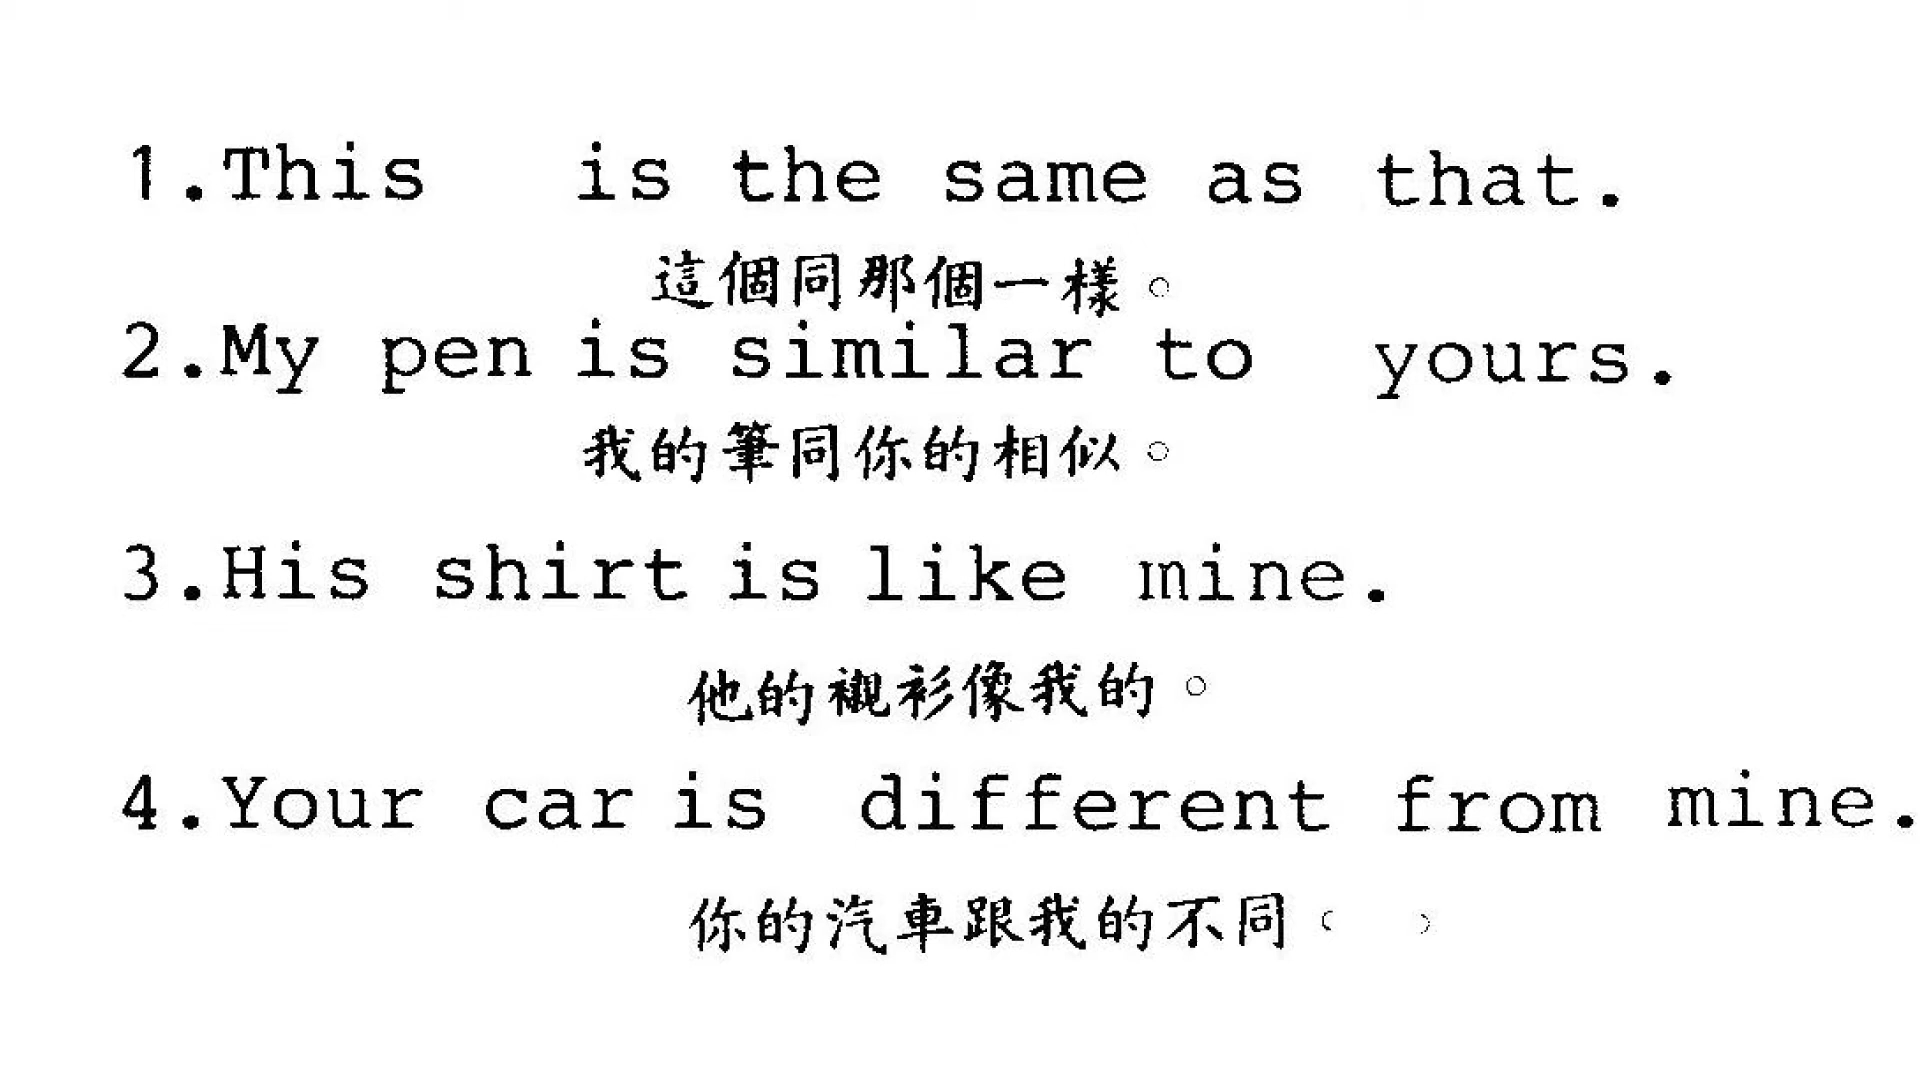 1.This is the same as that.
這個同那個一樣。
2.My pen is similar to yours.
我的筆同你的相似。
3.His shirt is like mine.
他的襯衫像我的。
4.Your car is different from mine.
你的汽車跟我的不同。